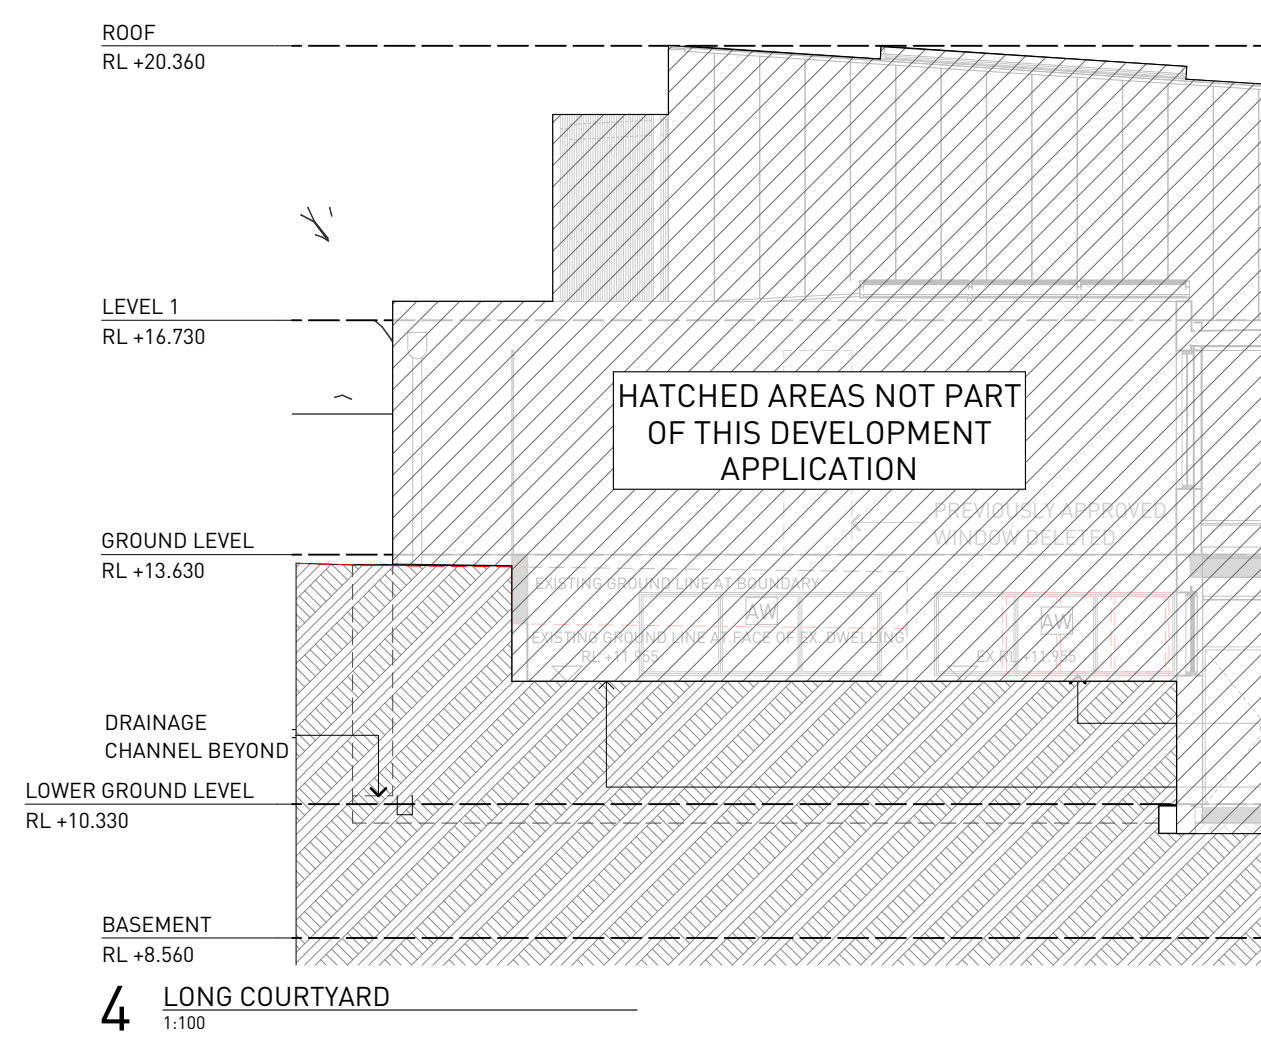 ROOF
RL +20.360
LEVEL 1
RL +16.730
HATCHED AREAS NOT PART
OF THIS DEVELOPMENT
APPLICATION
PREVIOUSLY APPROVED
WINDOW DELETED
GROUND LEVEL
RL +13.630
EXISTING GROUND LINE AT BOUNDARY
AW
AW
EXISTING GROUND LINE AT FACE OF EX. DWELLING
RL +11.955
EX RL +11.955
DRAINAGE
CHANNEL BEYOND
LOWER GROUND LEVEL
RL +10.330
BASEMENT
RL +8.560
4
LONG COURTYARD
1:100